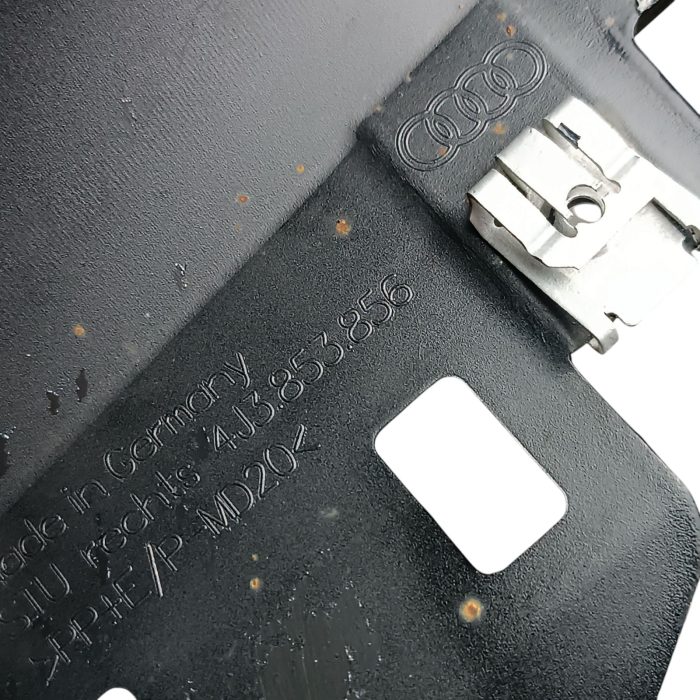 made in Germany
STU rechts 4J3.853.856
>PP+E/P-MD20<